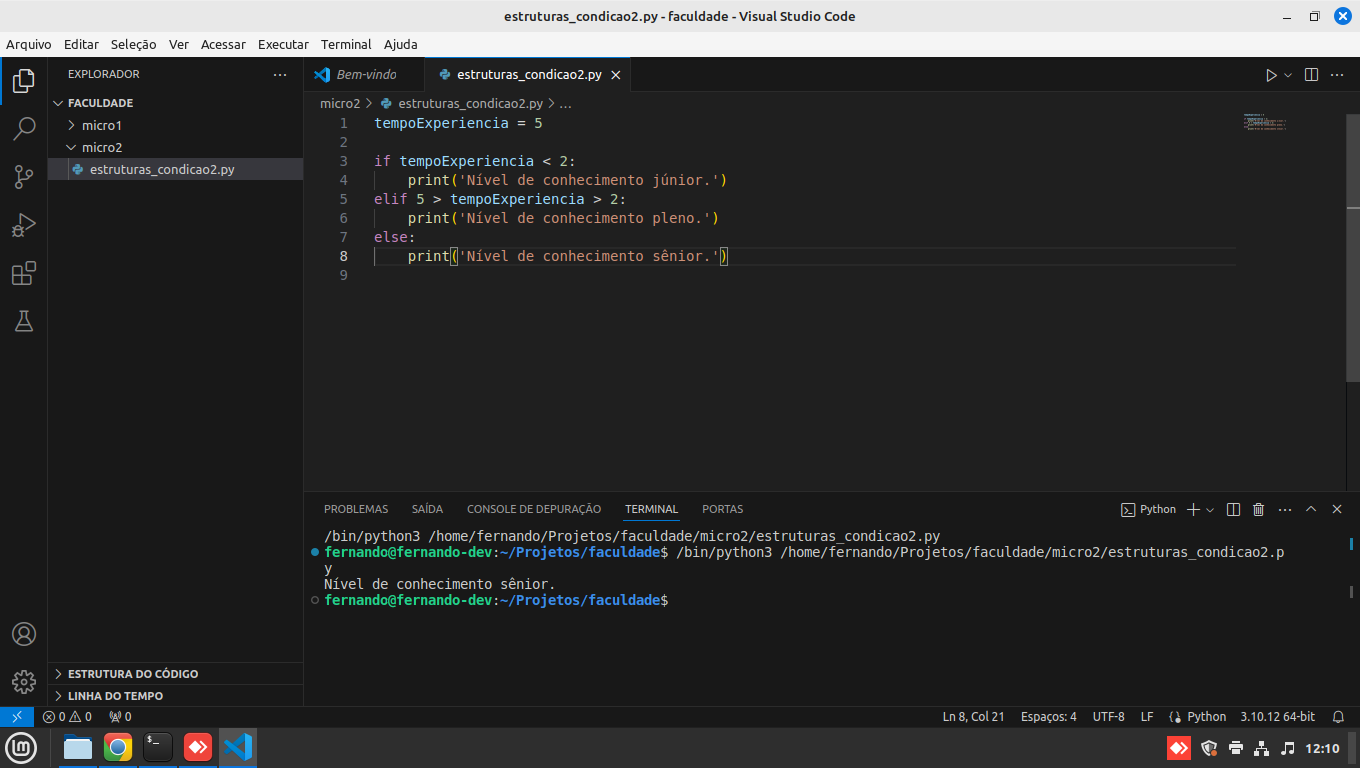 estruturas_condicao2.py - faculdade - Visual Studio Code
Arquivo Editar Seleção Ver Acessar Executar Terminal Ajuda
EXPLORADOR
FACULDADE
micro1
micro2
estruturas_condicao2.py
ESTRUTURA DO CÓDIGO
LINHA DO TEMPO
Bem-vindo estruturas_condicao2.py
micro2 > estruturas_condicao2.py > ...
1 tempoExperiencia = 5
2
3 if tempoExperiencia < 2:
4 print('Nível de conhecimento júnior.')
5 elif 5 > tempoExperiencia > 2:
6 print('Nível de conhecimento pleno.')
7 else:
8 print('Nível de conhecimento sênior.')
9
PROBLEMAS SAÍDA CONSOLE DE DEPURAÇÃO TERMINAL PORTAS Python
/bin/python3 /home/fernando/Projetos/faculdade/micro2/estruturas_condicao2.py
fernando@fernando-dev:~/Projetos/faculdade$ /bin/python3 /home/fernando/Projetos/faculdade/micro2/estruturas_condicao2.p
y
Nível de conhecimento sênior.
fernando@fernando-dev:~/Projetos/faculdade$
0 0 0 Ln 8, Col 21 Espaços: 4 UTF-8 LF Python 3.10.12 64-bit
12:10